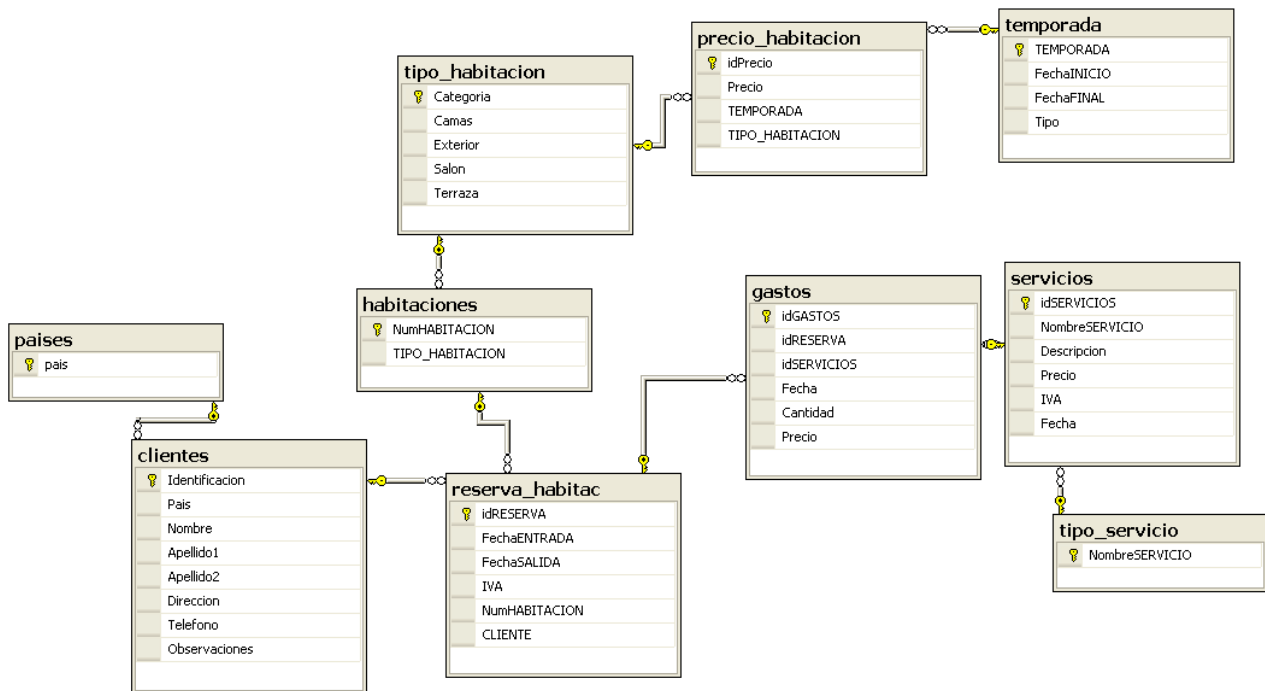 temporada
TEMPORADA
FechaINICIO
FechaFINAL
Tipo
precio_habitacion
idPrecio
Precio
TEMPORADA
TIPO_HABITACION
tipo_habitacion
Categoria
Camas
Exterior
Salon
Terraza
servicios
idSERVICIOS
NombreSERVICIO
Descripcion
Precio
IVA
Fecha
gastos
idGASTOS
idRESERVA
idSERVICIOS
Fecha
Cantidad
Precio
habitaciones
NumHABITACION
TIPO_HABITACION
paises
pais
clientes
Identificacion
Pais
Nombre
Apellido1
Apellido2
Direccion
Telefono
Observaciones
reserva_habitac
idRESERVA
FechaENTRADA
FechaSALIDA
IVA
NumHABITACION
CLIENTE
tipo_servicio
NombreSERVICIO